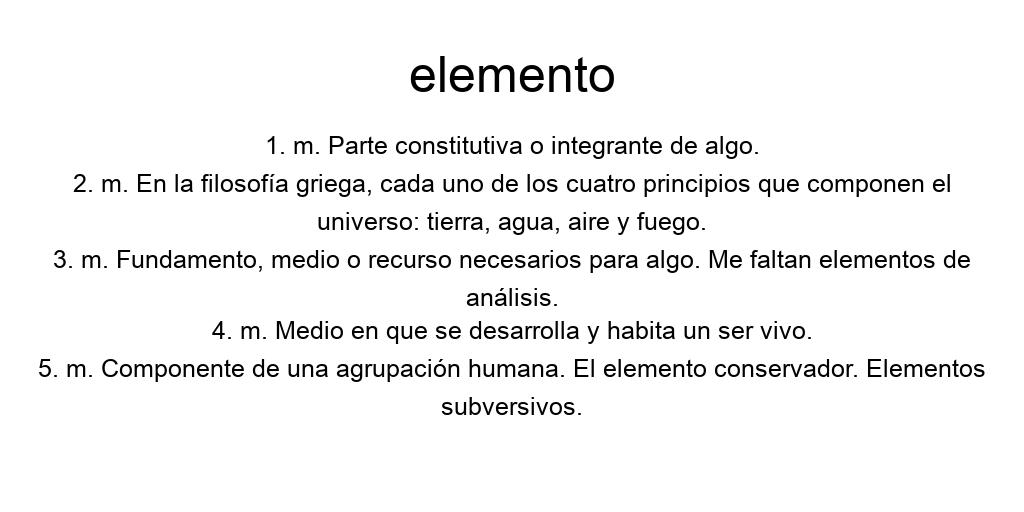 elemento
1. m. Parte constitutiva o integrante de algo.
2. m. En la filosofía griega, cada uno de los cuatro principios que componen el
universo: tierra, agua, aire y fuego.
3. m. Fundamento, medio o recurso necesarios para algo. Me faltan elementos de
análisis.
4. m. Medio en que se desarrolla y habita un ser vivo.
5. m. Componente de una agrupación humana. El elemento conservador. Elementos
subversivos.